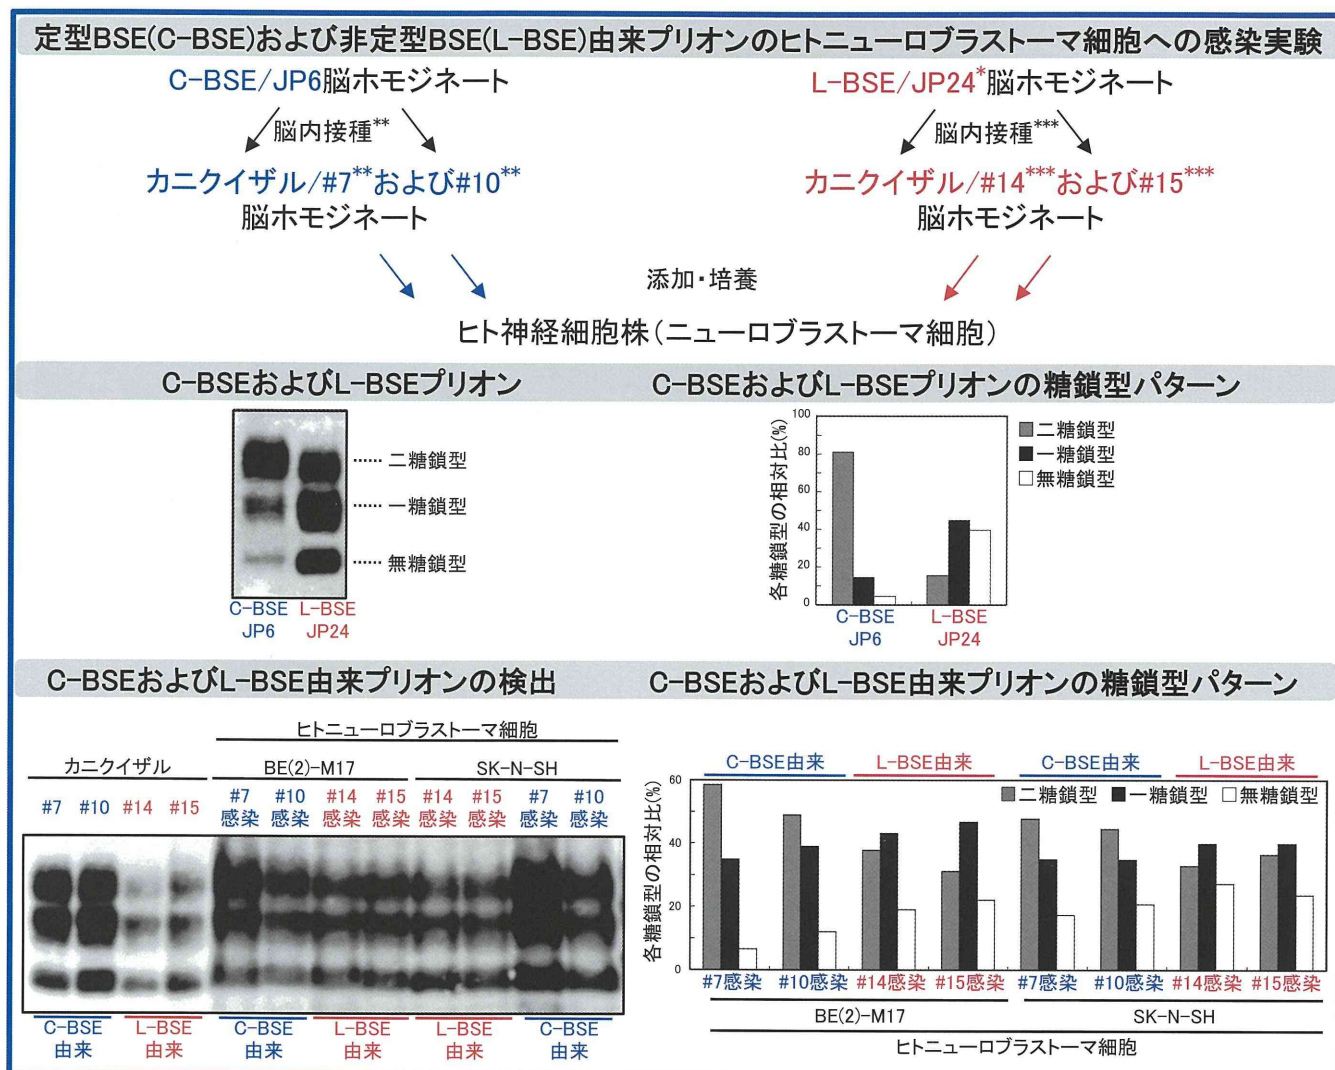 定型BSE(C-BSE)および非定型BSE(L-BSE)由来プリオンのヒトニューロブラストーマ細胞への感染実験
C-BSE/JP6脳ホモジネート
L-BSE/JP24*脳ホモジネート
脳内接種**
脳内接種***
カニクイザル/#7**および#10**
脳ホモジネート
カニクイザル/#14***および#15***
脳ホモジネート
添加・培養
ヒト神経細胞株(ニューロブラストーマ細胞)
C-BSEおよびL-BSEプリオン
…… 二糖鎖型
…… 一糖鎖型
…… 無糖鎖型
C-BSE L-BSE
JP6 JP24
C-BSEおよびL-BSEプリオンの糖鎖型パターン
各糖鎖型の相対比(%)
100
80
60
40
20
0
二糖鎖型
一糖鎖型
無糖鎖型
C-BSE L-BSE
JP6 JP24
C-BSEおよびL-BSE由来プリオンの検出
ヒトニューロブラストーマ細胞
カニクイザル BE(2)-M17 SK-N-SH
#7 #10 #14 #15 #7 #10 #14 #15 #14 #15 #7 #10
感染 感染 感染 感染 感染 感染 感染 感染
C-BSE L-BSE C-BSE L-BSE L-BSE C-BSE
由来 由来 由来 由来 由来 由来
C-BSEおよびL-BSE由来プリオンの糖鎖型パターン
C-BSE由来 L-BSE由来 C-BSE由来 L-BSE由来
二糖鎖型 一糖鎖型 無糖鎖型
各糖鎖型の相対比(%)
60
40
20
0
#7感染 #10感染 #14感染 #15感染 #7感染 #10感染 #14感染 #15感染
BE(2)-M17 SK-N-SH
ヒトニューロブラストーマ細胞